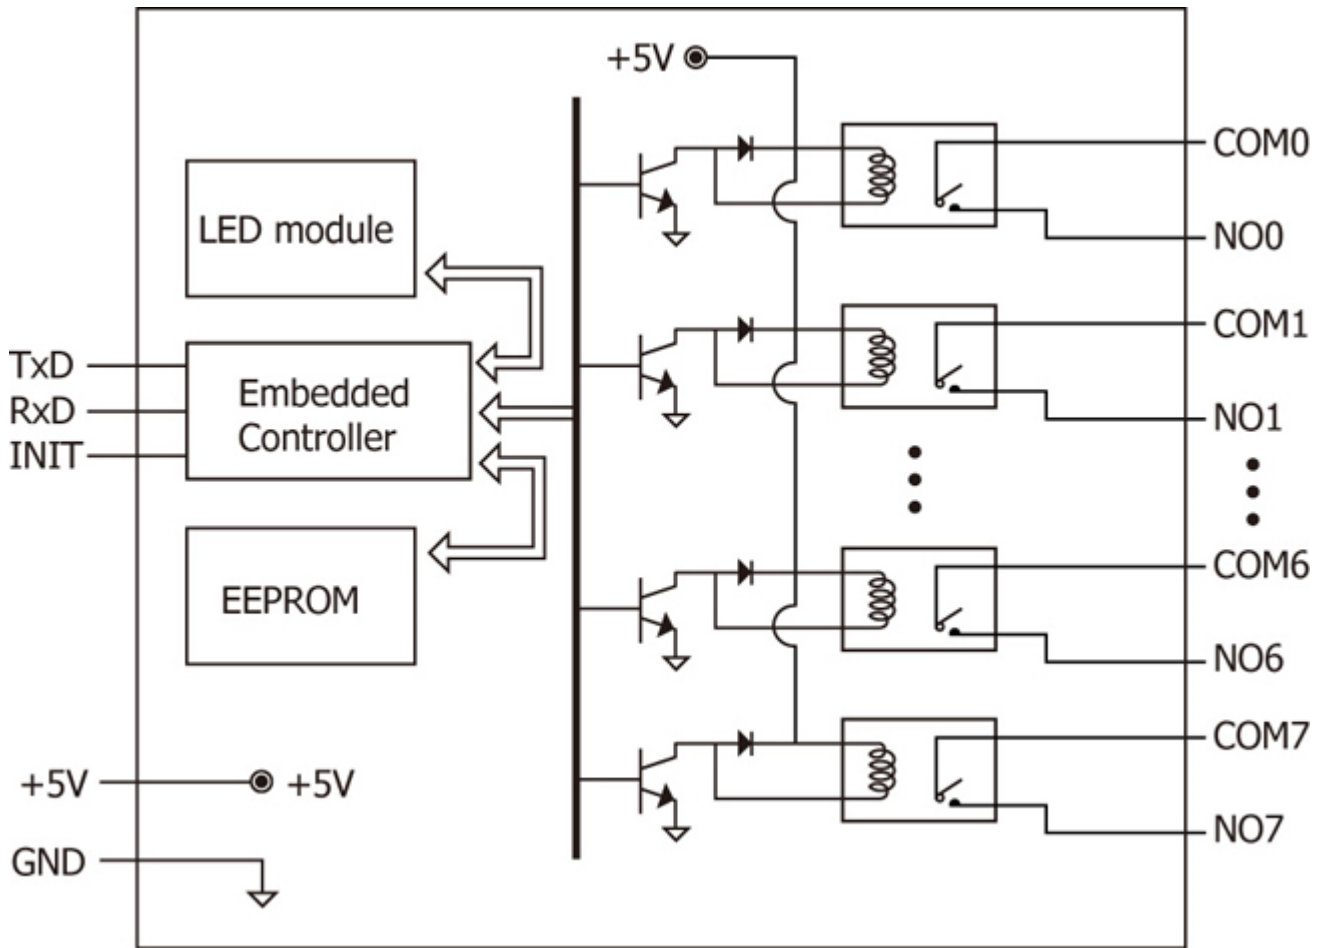 +5V
COM0
LED module
NO0
COM1
TxD
Embedded
RxD
Controller
NO1
INIT
COM6
EEPROM
NO6
COM7
+5V
+5V
NO7
GND